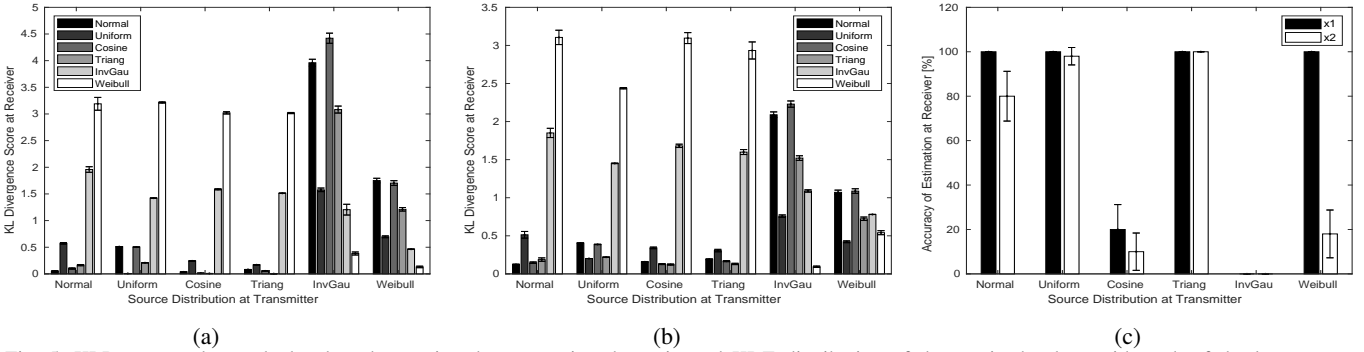 KL Divergence Score at Receiver
5
4.5
4
3.5
3
2.5
2
1.5
1
0.5
0
Normal
Uniform
Cosine
Triang
InvGau
Weibull
Normal Uniform Cosine Triang InvGau Weibull
Source Distribution at Transmitter
(a)
KL Divergence Score at Receiver
3.5
3
2.5
2
1.5
1
0.5
0
Normal
Uniform
Cosine
Triang
InvGau
Weibull
Normal Uniform Cosine Triang InvGau Weibull
Source Distribution at Transmitter
(b)
Accuracy of Estimation at Receiver [%]
120
100
80
60
40
20
0
x1
x2
Normal Uniform Cosine Triang InvGau Weibull
Source Distribution at Transmitter
(c)